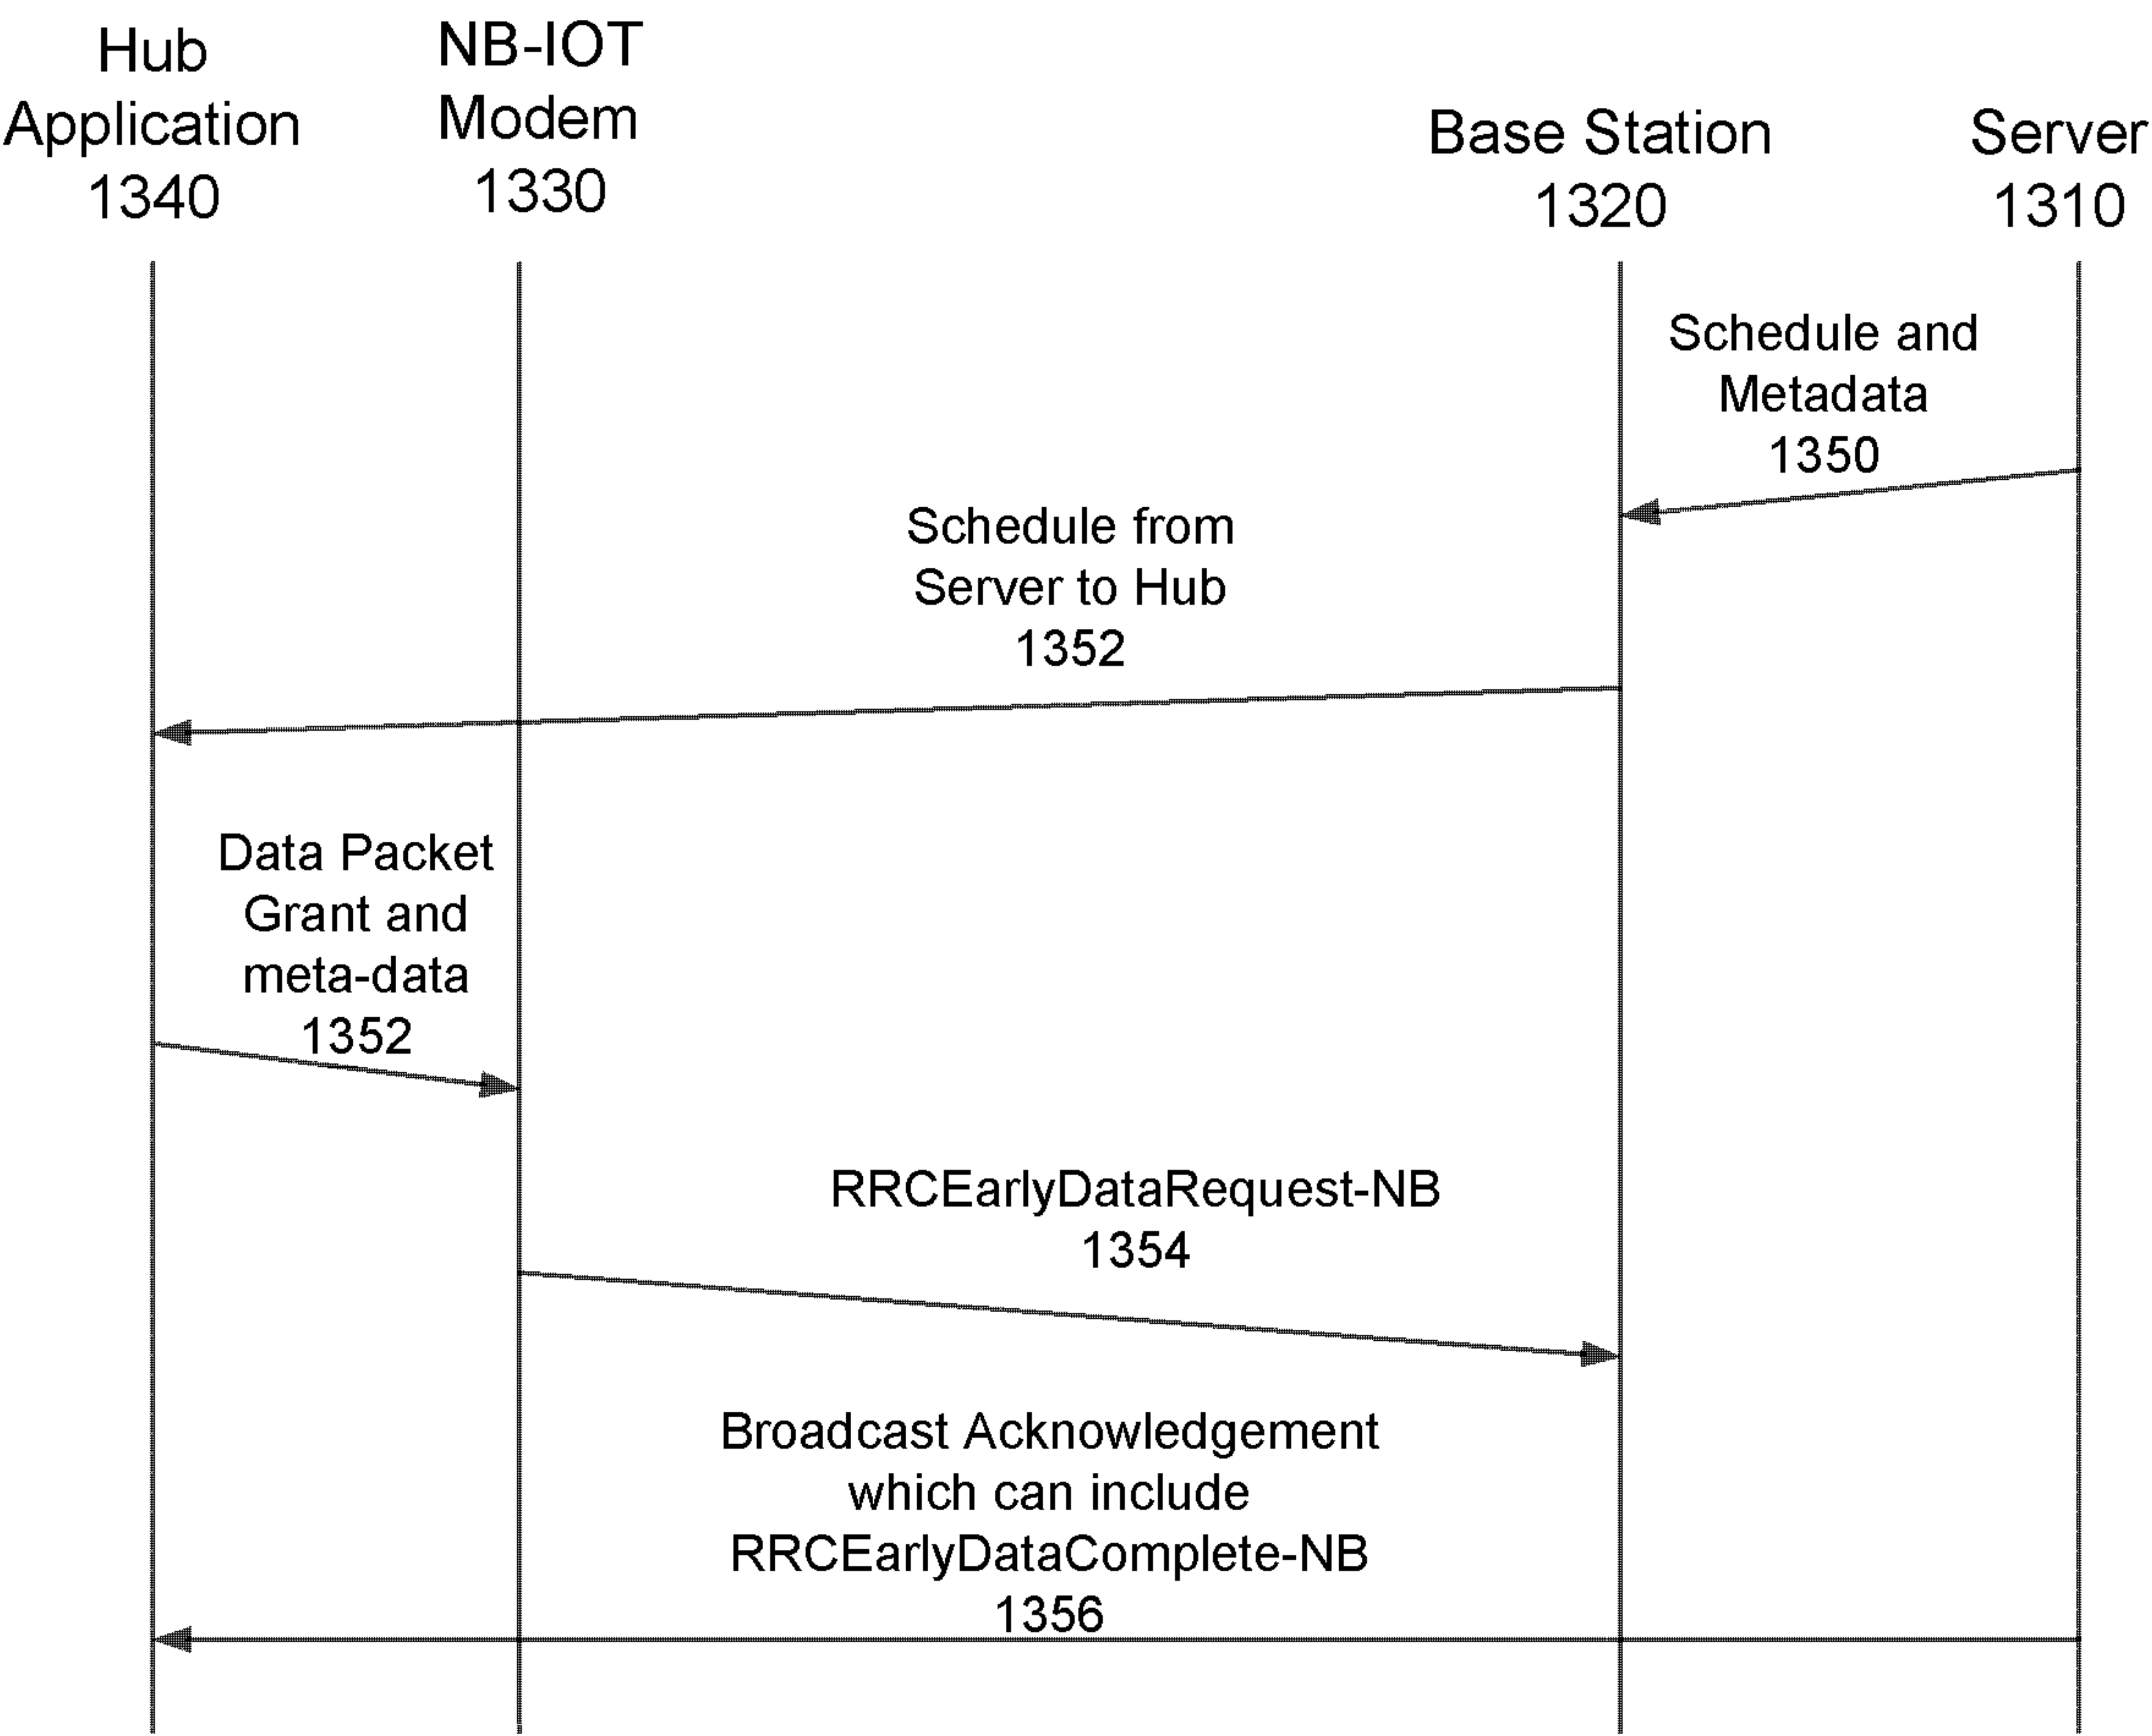 Hub
Application
1340
NB-IOT
Modem
1330
Base Station
1320
Server
1310
Schedule and
Metadata
1350
Schedule from
Server to Hub
1352
Data Packet
Grant and
meta-data
1352
RRCEarlyDataRequest-NB
1354
Broadcast Acknowledgement
which can include
RRCEarlyDataComplete-NB
1356